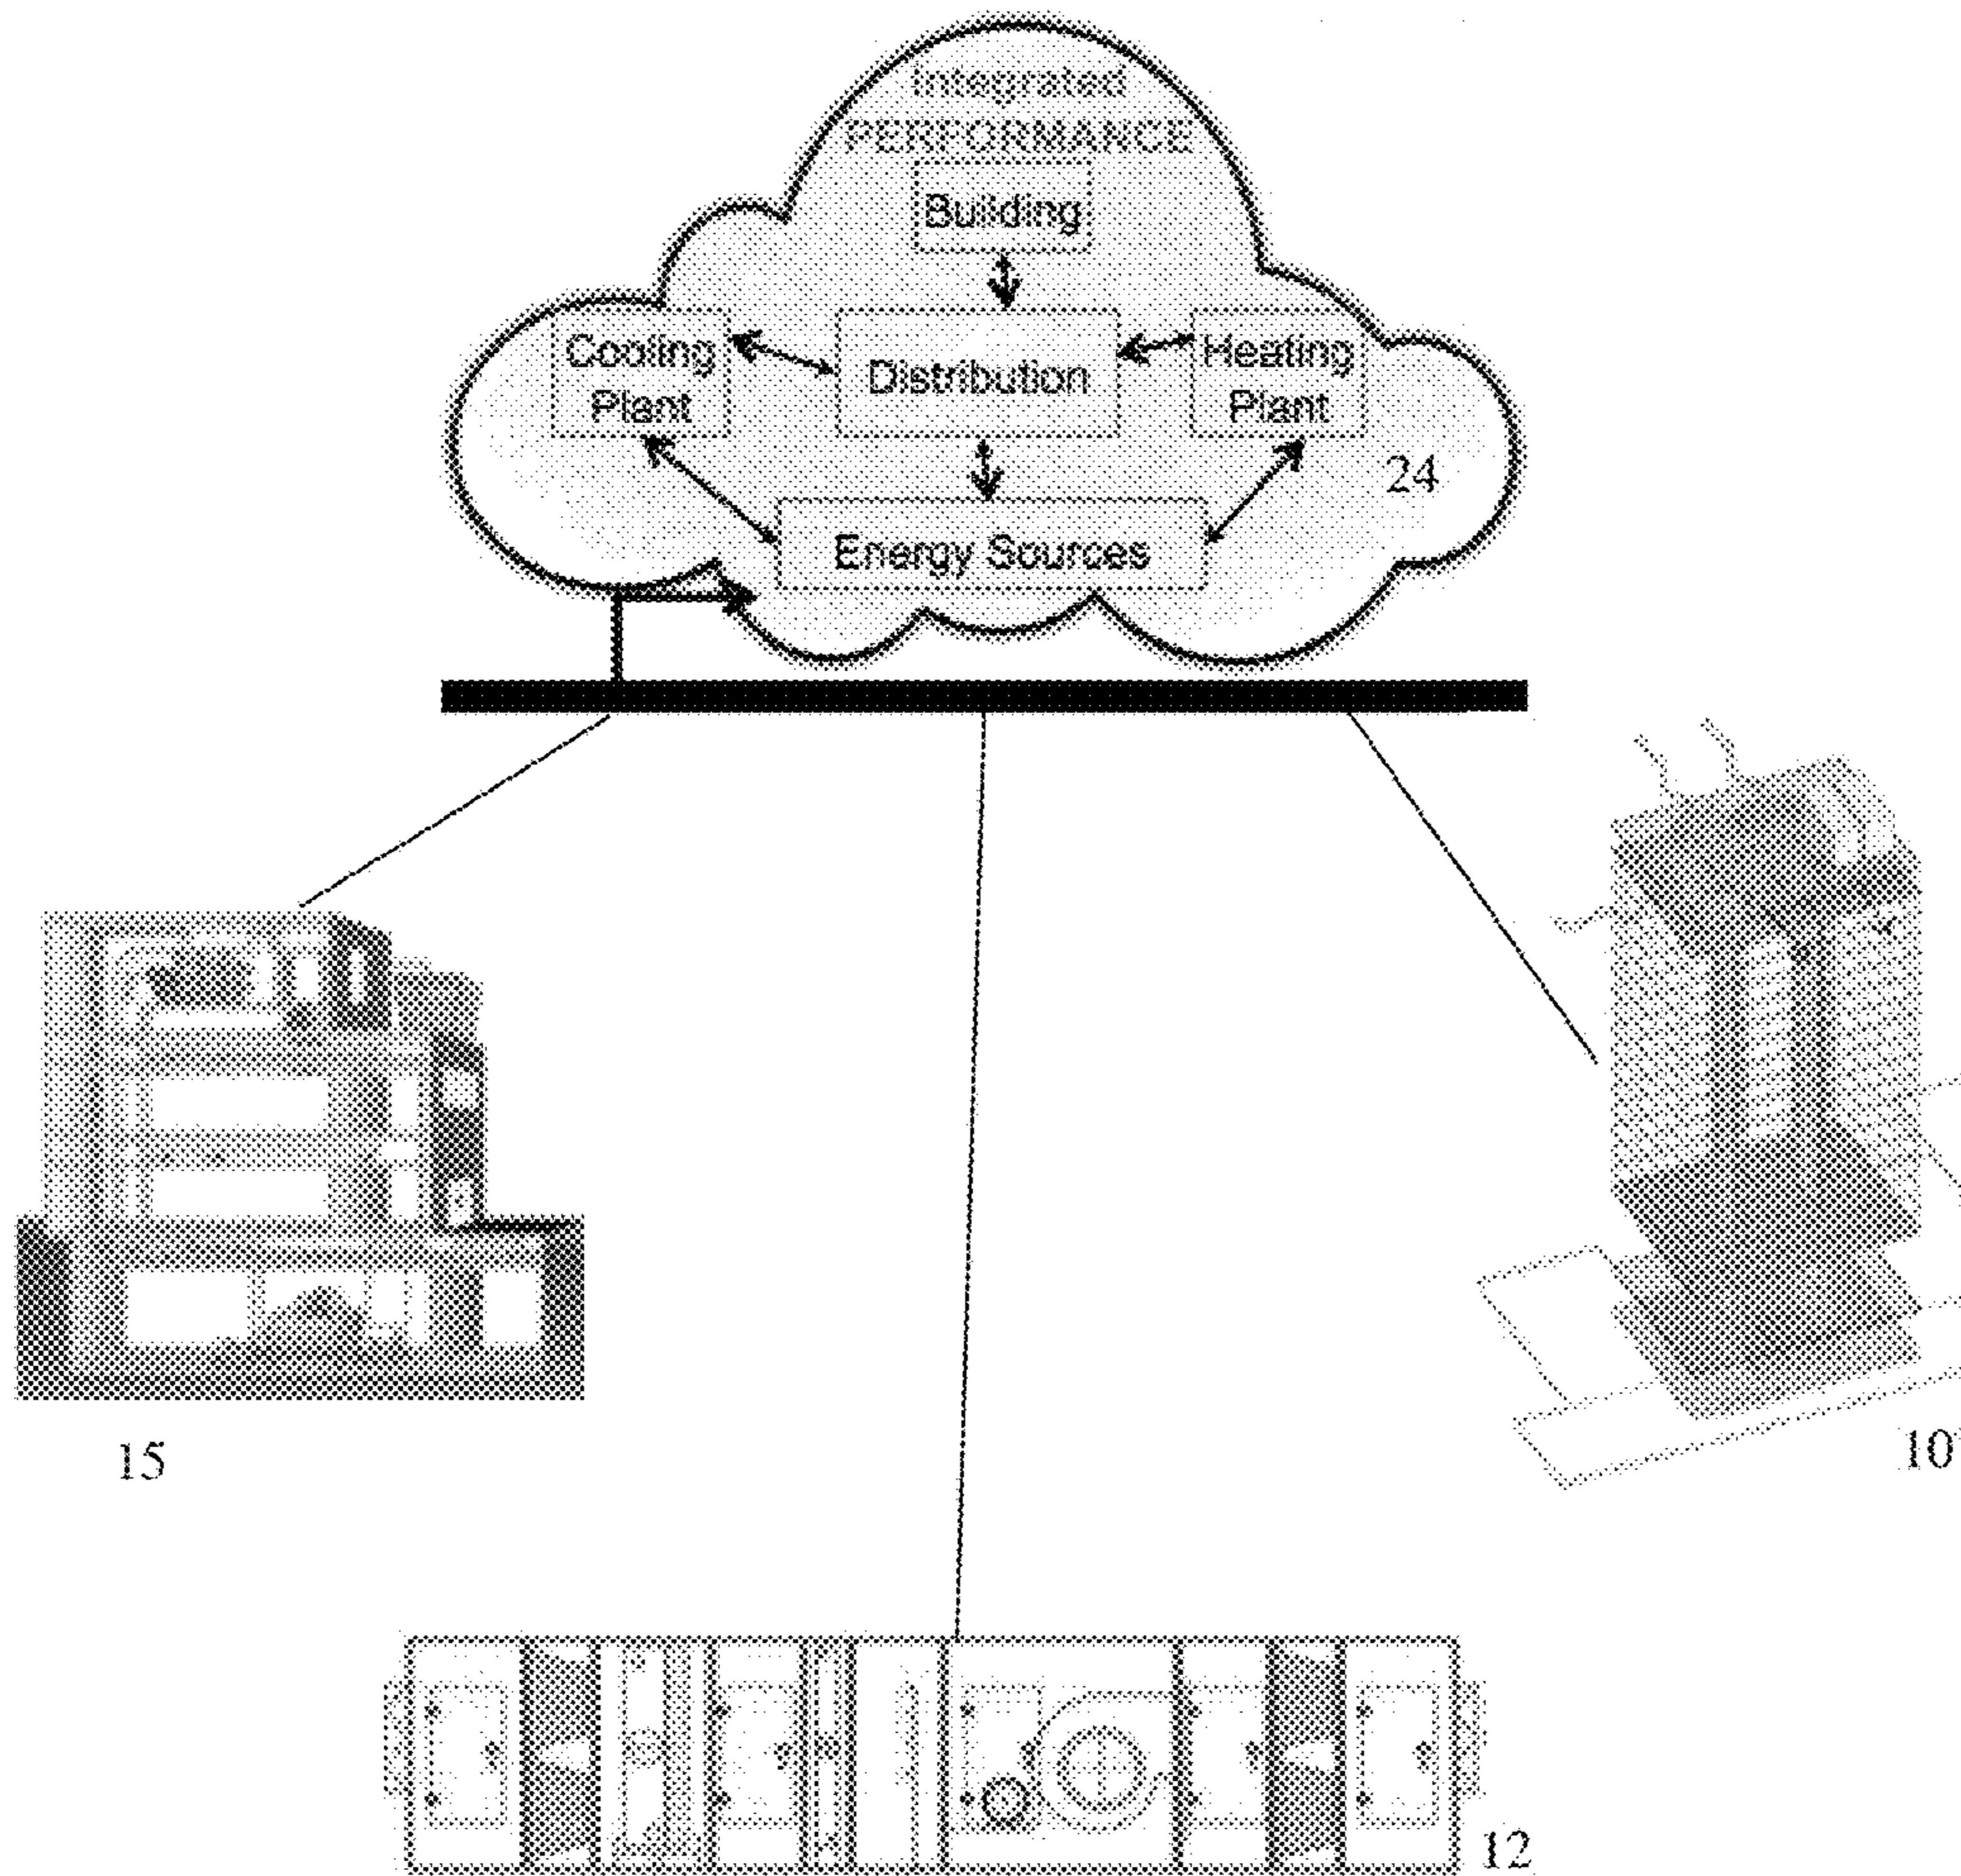 Integrated
PERFORMANCE
Building
Cooling
Plant
Distribution
Heating
Plant
24
Energy Sources
15
10
12